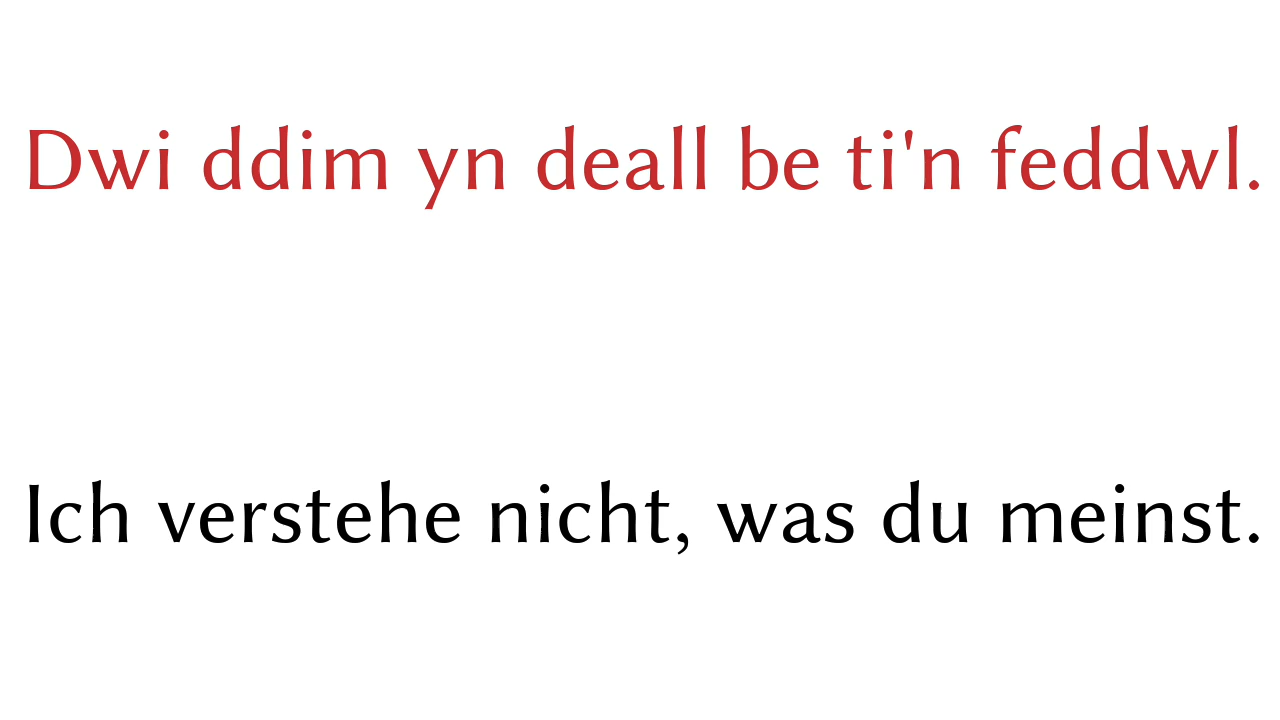 Dwi ddim yn deall be ti'n feddwl.
Ich verstehe nicht, was du meinst.